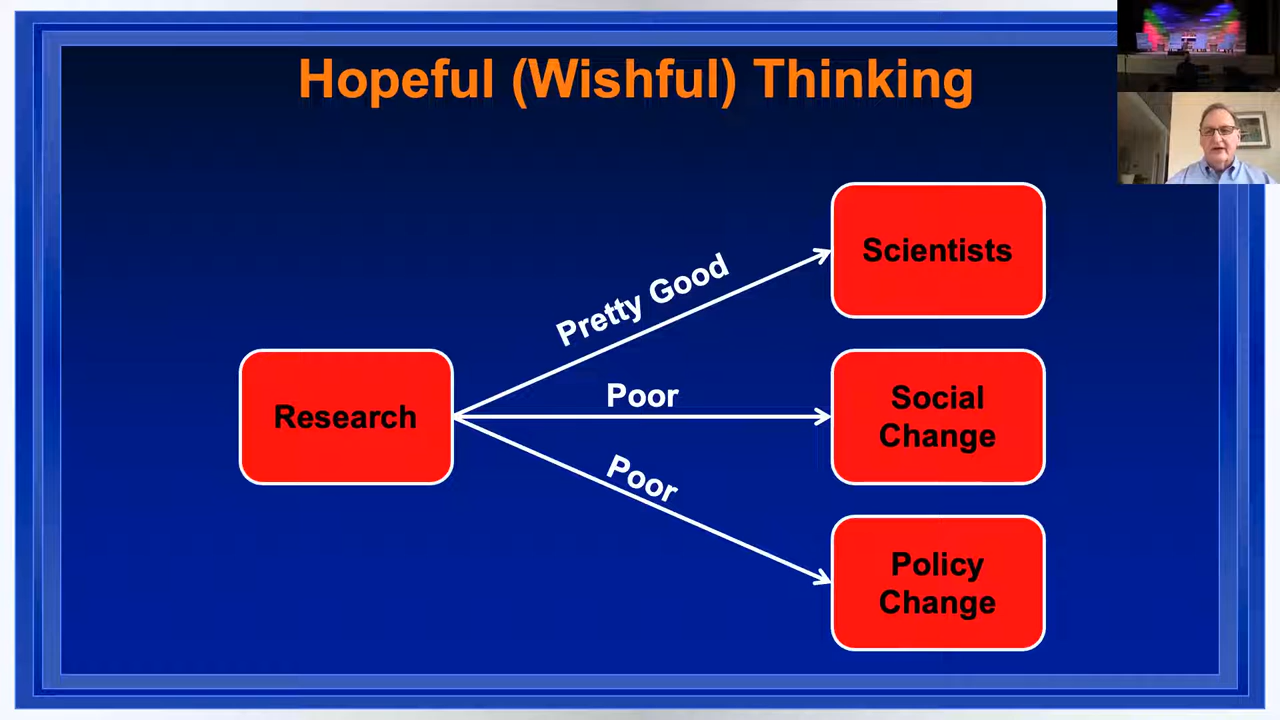 Hopeful (Wishful) Thinking
Scientists
Pretty Good
Research
Poor
Social
Change
Poor
Policy
Change